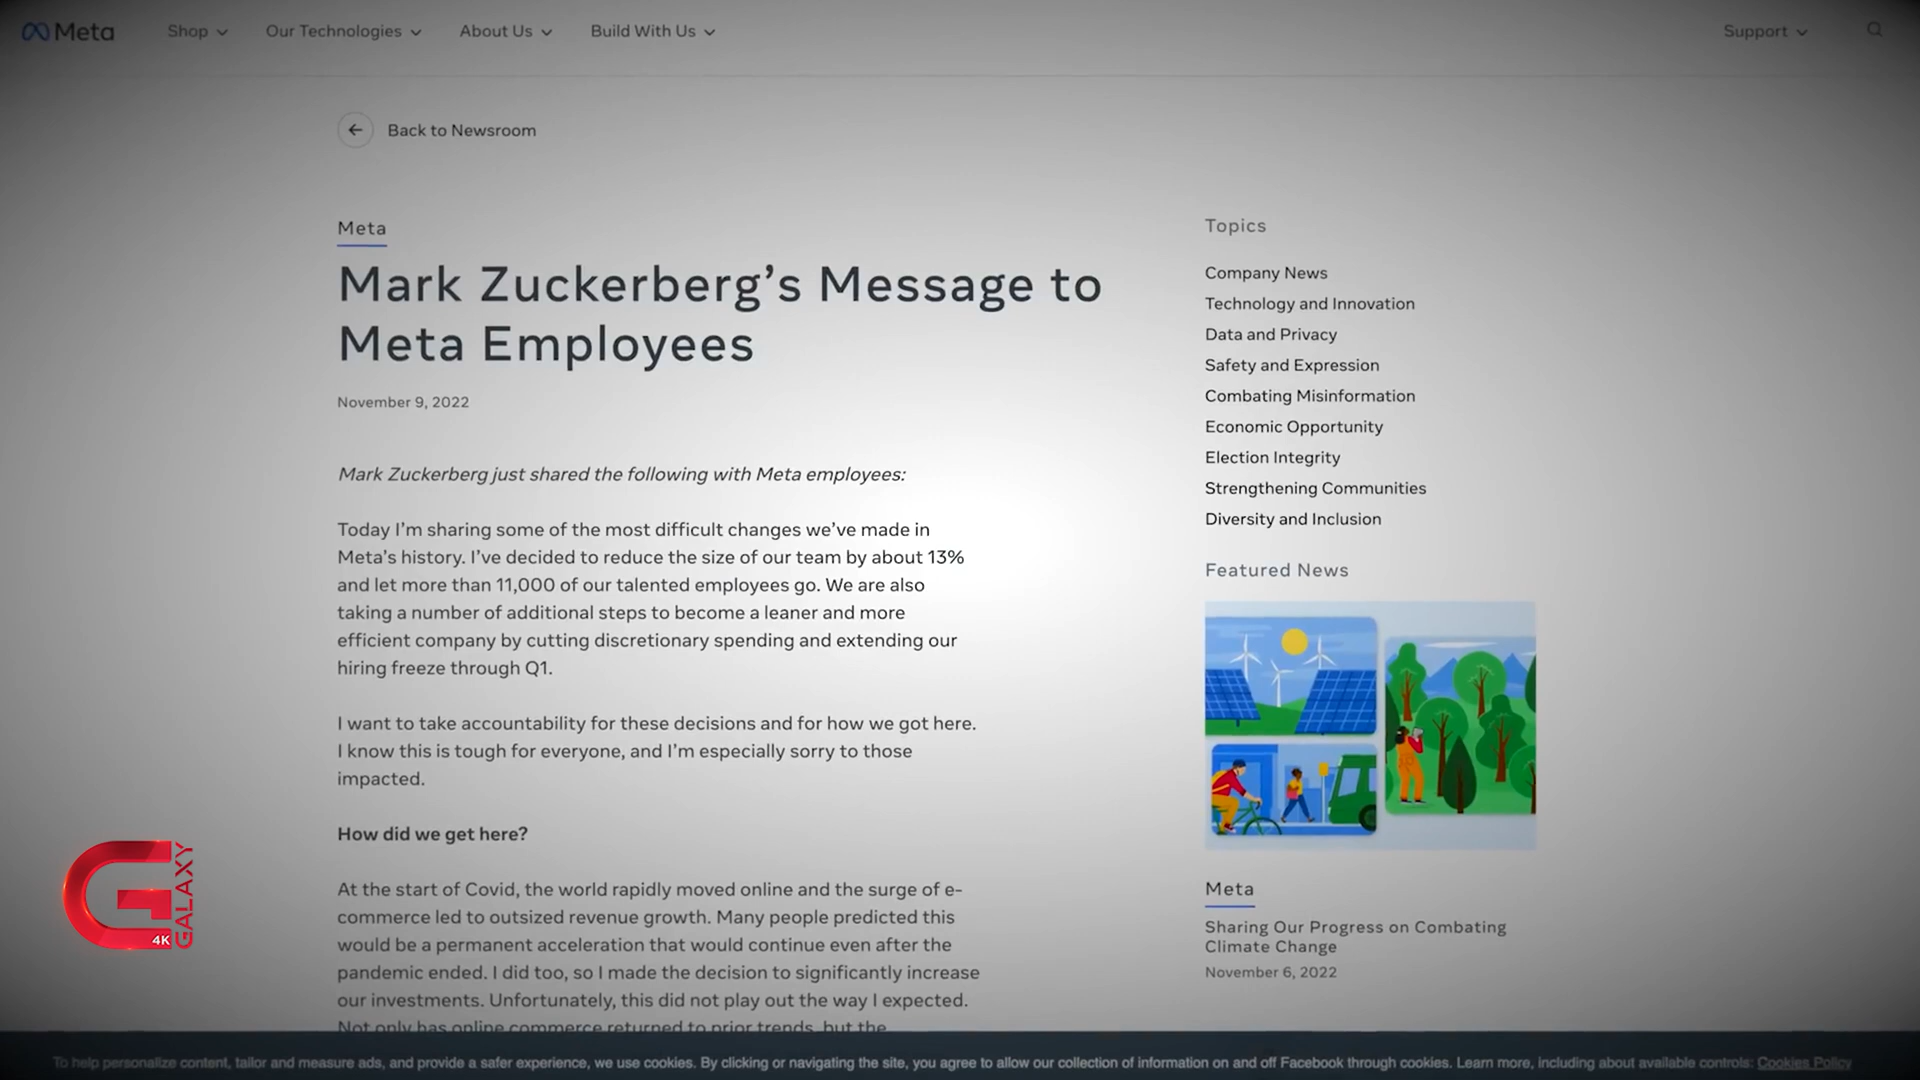 Meta
Shop
Our Technologies
About Us
Build With Us
Support
Back to Newsroom
Meta
Mark Zuckerberg’s Message to
Meta Employees
November 9, 2022
Mark Zuckerberg just shared the following with Meta employees:
Today I’m sharing some of the most difficult changes we’ve made in
Meta’s history. I’ve decided to reduce the size of our team by about 13%
and let more than 11,000 of our talented employees go. We are also
taking a number of additional steps to become a leaner and more
efficient company by cutting discretionary spending and extending our
hiring freeze through Q1.
I want to take accountability for these decisions and for how we got here.
I know this is tough for everyone, and I’m especially sorry to those
impacted.
How did we get here?
At the start of Covid, the world rapidly moved online and the surge of e-
commerce led to outsized revenue growth. Many people predicted this
would be a permanent acceleration that would continue even after the
pandemic ended. I did too, so I made the decision to significantly increase
our investments. Unfortunately, this did not play out the way I expected.
Not only has online commerce returned to prior trends, but the
Topics
Company News
Technology and Innovation
Data and Privacy
Safety and Expression
Combating Misinformation
Economic Opportunity
Election Integrity
Strengthening Communities
Diversity and Inclusion
Featured News
Meta
Sharing Our Progress on Combating
Climate Change
November 6, 2022
GALAXY
4K
To help personalize content, tailor and measure ads, and provide a safer experience, we use cookies. By clicking or navigating the site, you agree to allow our collection of information on and off Facebook through cookies. Learn more, including about available controls: Cookies Policy